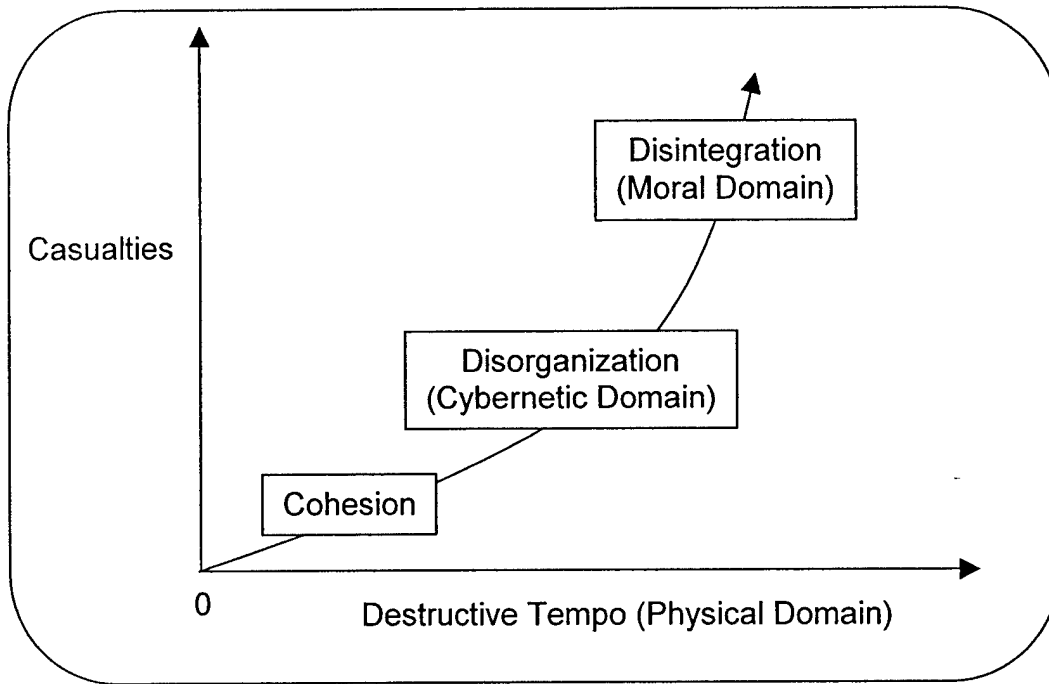 Disintegration
(Moral Domain)
Casualties
Disorganization
(Cybernetic Domain)
Cohesion
0
Destructive Tempo (Physical Domain)